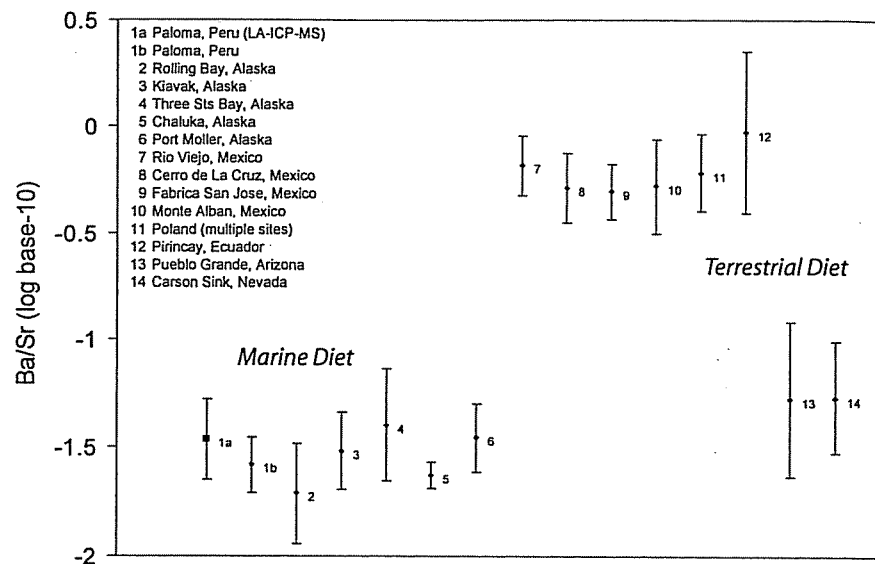 0.5
0
-0.5
-1
-1.5
-2
Ba/Sr (log base-10)
1a Paloma, Peru (LA-ICP-MS)
1b Paloma, Peru
2 Rolling Bay, Alaska
3 Kiavak, Alaska
4 Three Sts Bay, Alaska
5 Chaluka, Alaska
6 Port Moller, Alaska
7 Rio Viejo, Mexico
8 Cerro de La Cruz, Mexico
9 Fabrica San Jose, Mexico
10 Monte Alban, Mexico
11 Poland (multiple sites)
12 Pirincay, Ecuador
13 Pueblo Grande, Arizona
14 Carson Sink, Nevada
7
8
9
10
11
12
Terrestrial Diet
Marine Diet
1a
1b
2
3
4
5
6
13
14